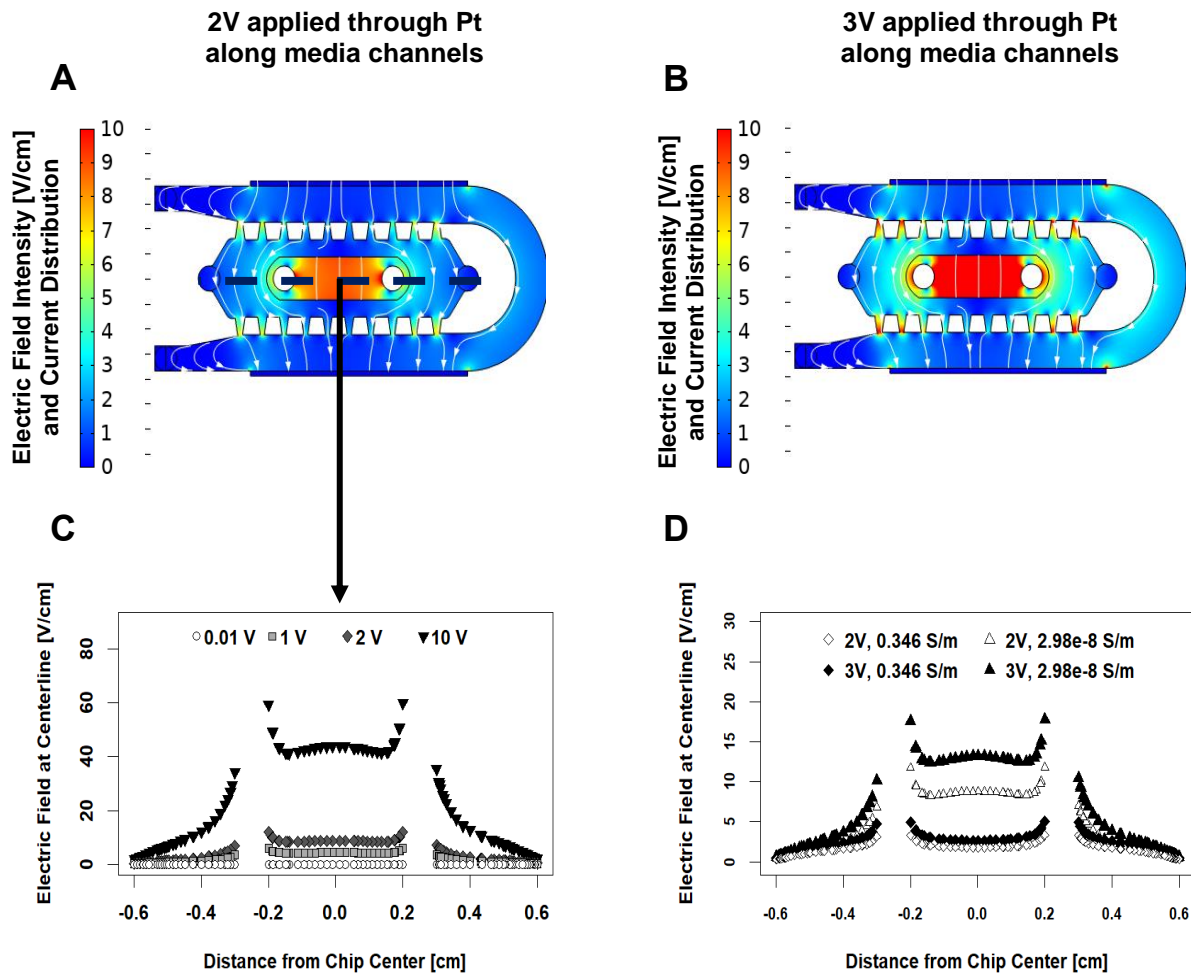 2V applied through Pt
along media channels
3V applied through Pt
along media channels
A
Electric Field Intensity [V/cm]
and Current Distribution
10
9
8
7
6
5
4
3
2
1
0
B
Electric Field Intensity [V/cm]
and Current Distribution
10
9
8
7
6
5
4
3
2
1
0
C
Electric Field at Centerline [V/cm]
80
60
40
20
0
0.01 V 1 V 2 V 10 V
-0.6 -0.4 -0.2 0.0 0.2 0.4 0.6
Distance from Chip Center [cm]
D
Electric Field at Centerline [V/cm]
30
25
20
15
10
5
0
2V, 0.346 S/m 2V, 2.98e-8 S/m
3V, 0.346 S/m 3V, 2.98e-8 S/m
-0.6 -0.4 -0.2 0.0 0.2 0.4 0.6
Distance from Chip Center [cm]